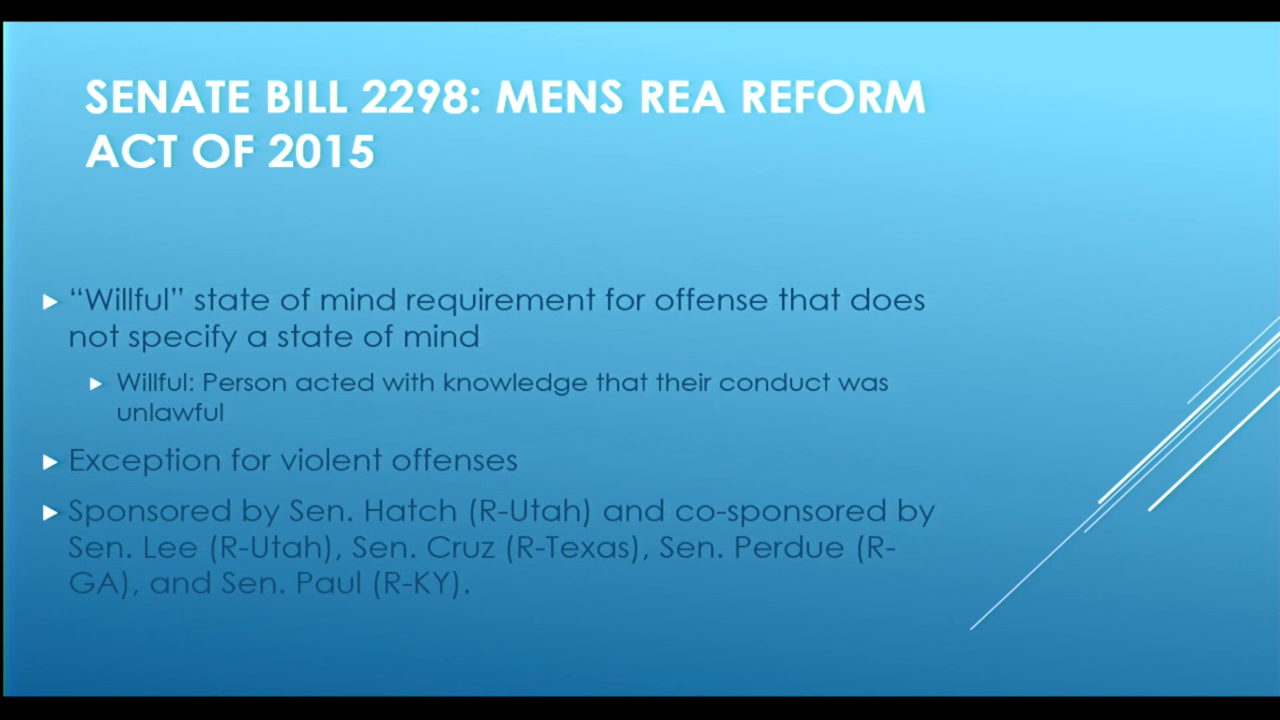 SENATE BILL 2298: MENS REA REFORM
ACT OF 2015
“Willful” state of mind requirement for offense that does
not specify a state of mind
Willful: Person acted with knowledge that their conduct was
unlawful
Exception for violent offenses
Sponsored by Sen. Hatch (R-Utah) and co-sponsored by
Sen. Lee (R-Utah), Sen. Cruz (R-Texas), Sen. Perdue (R-
GA), and Sen. Paul (R-KY).